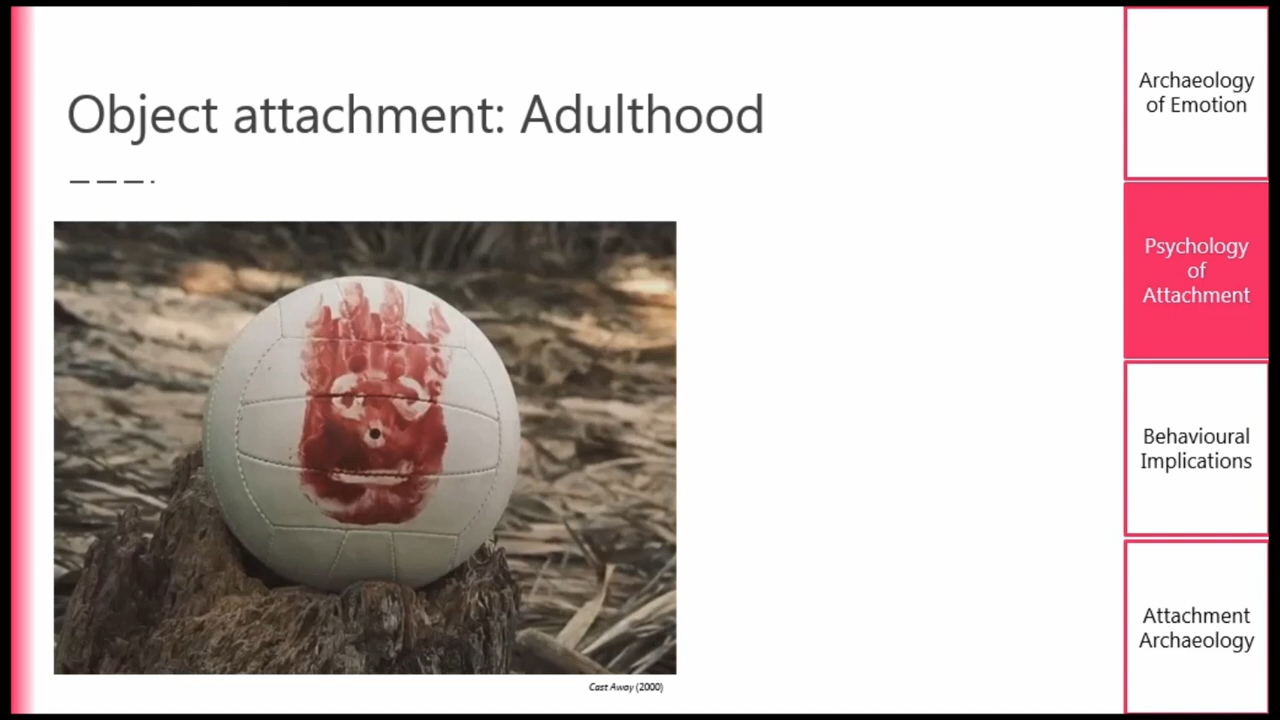 Object attachment: Adulthood
Cast Away (2000)
Archaeology
of Emotion
Psychology
of
Attachment
Behavioural
Implications
Attachment
Archaeology